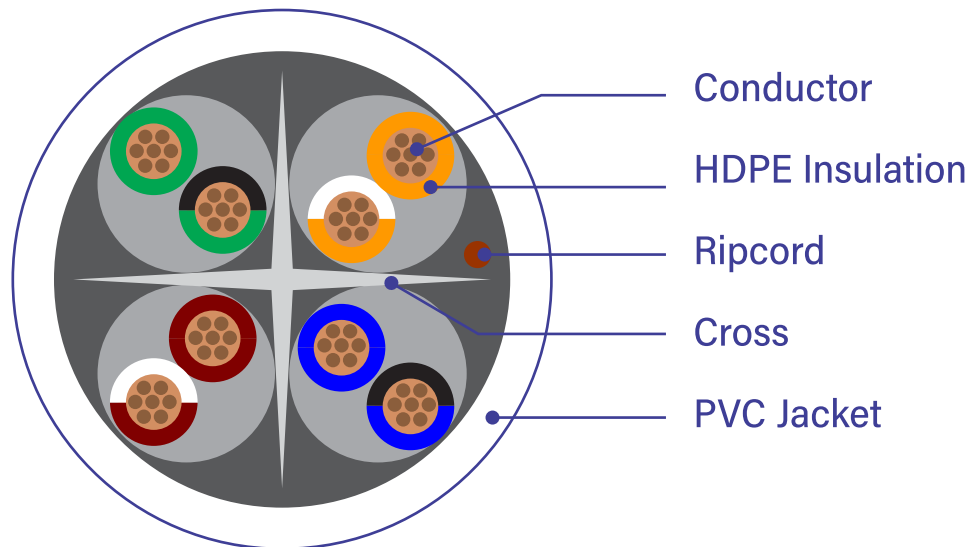 Conductor
HDPE Insulation
Ripcord
Cross
PVC Jacket